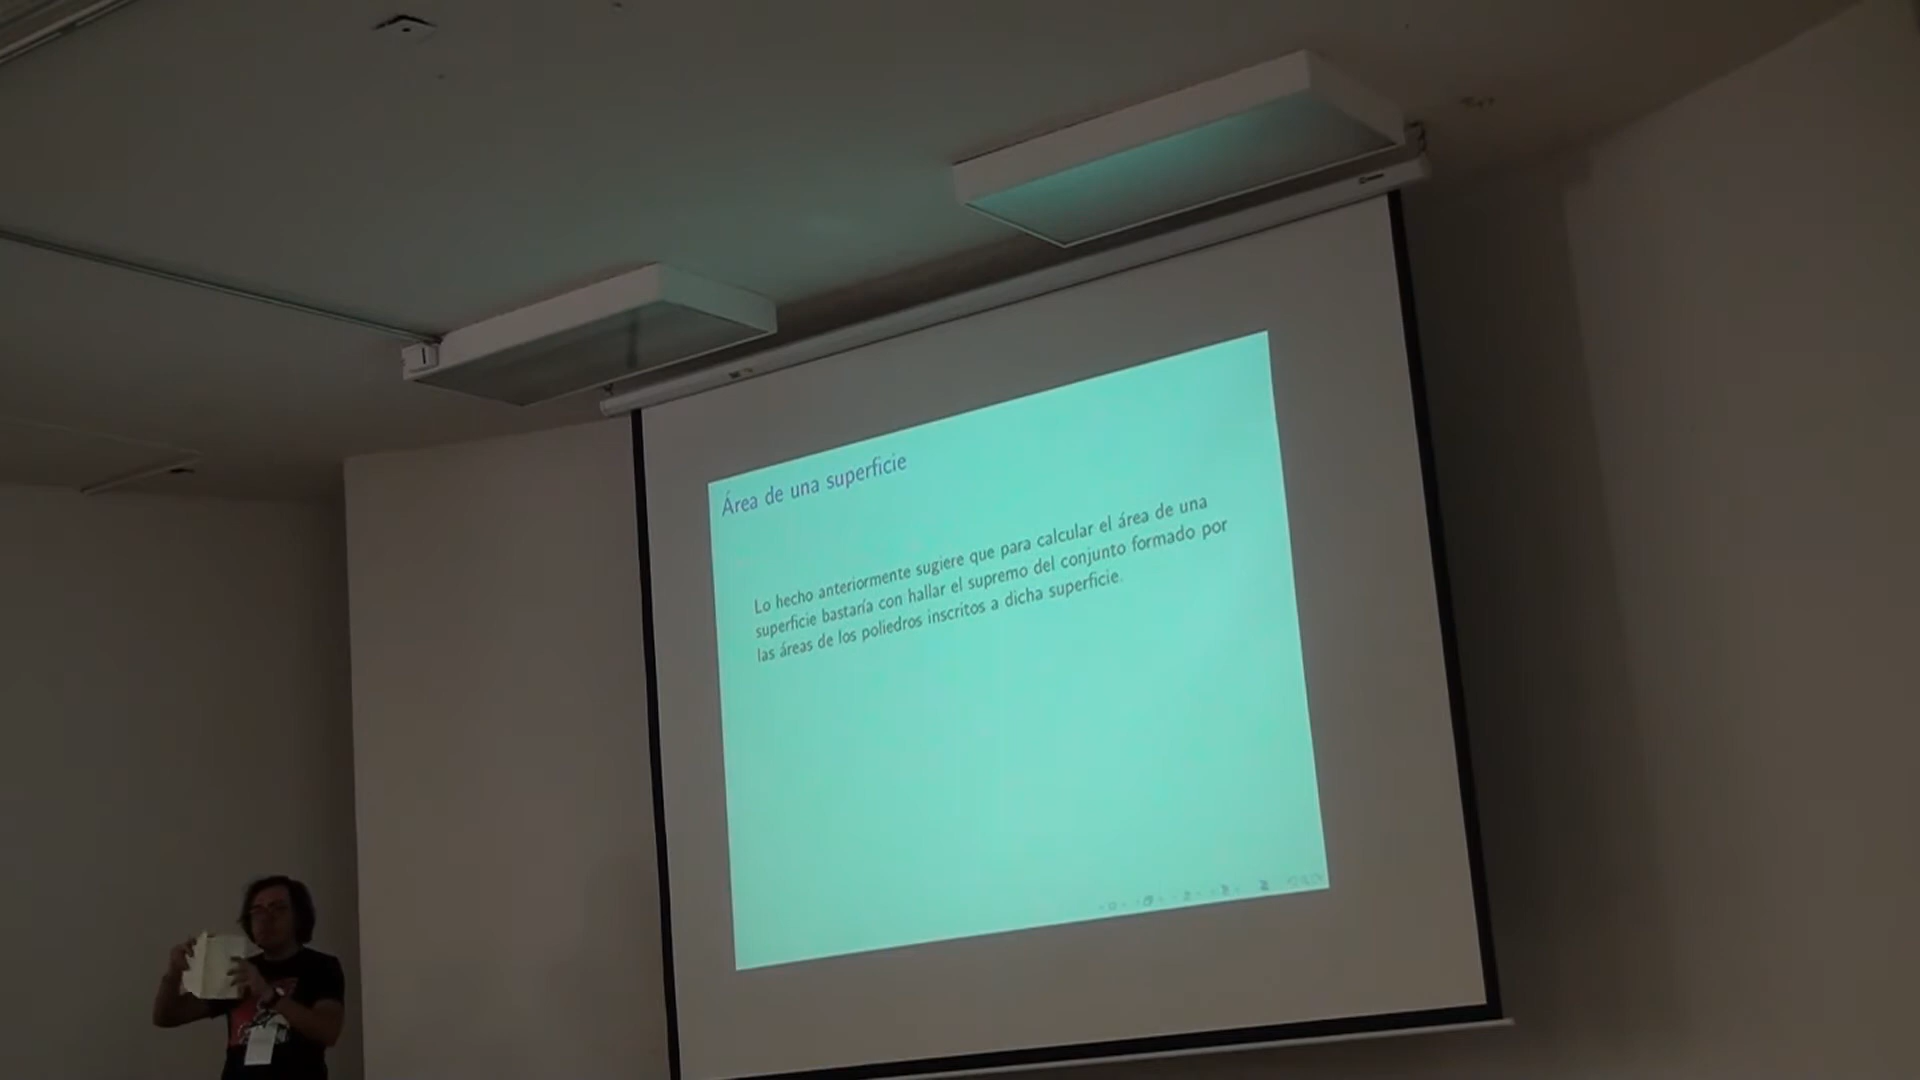 Área de una superficie
Lo hecho anteriormente sugiere que para calcular el área de una
superficie bastaría con hallar el supremo del conjunto formado por
las áreas de los poliedros inscritos a dicha superficie.